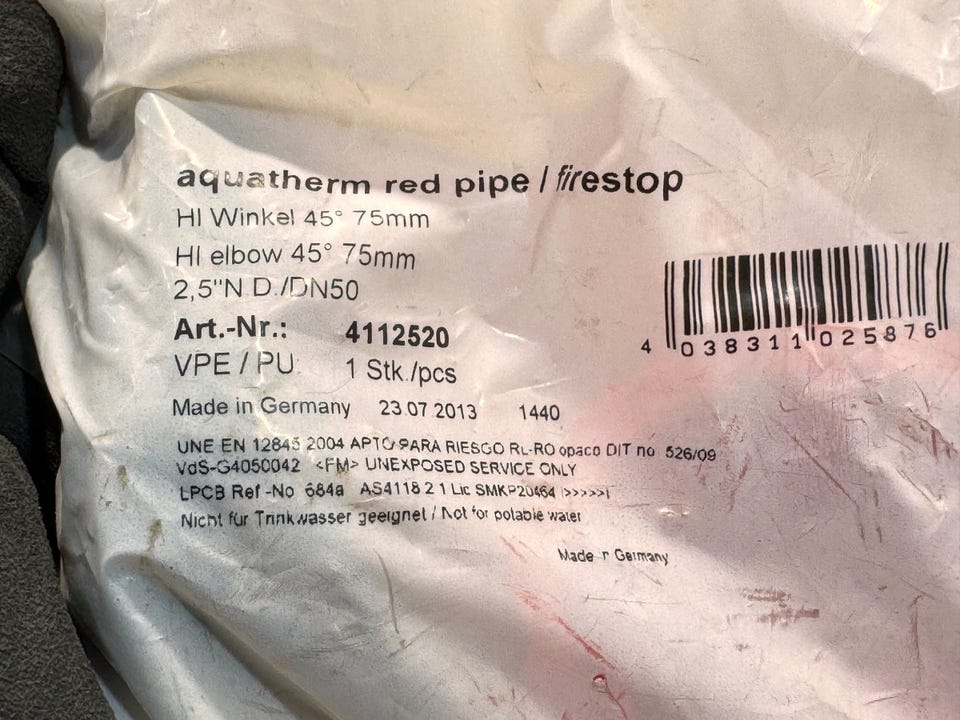 aquatherm red pipe / firestop
HI Winkel 45° 75mm
HI elbow 45° 75mm
2,5"N.D./DN50
Art.-Nr.: 4112520
VPE / PU: 1 Stk./pcs
Made in Germany 23.07.2013 1440
UNE EN 12845 2004 APTO PARA RIESGO RL-RO opaco DIT no 526/09
VdS-G4050042 <FM> UNEXPOSED SERVICE ONLY
LPCB Ref-No 684a AS4118.2.1 Lic SMKP20464 >>>>>
Nicht für Trinkwasser geeignet / Not for potable water
Made in Germany
4 038311 025876